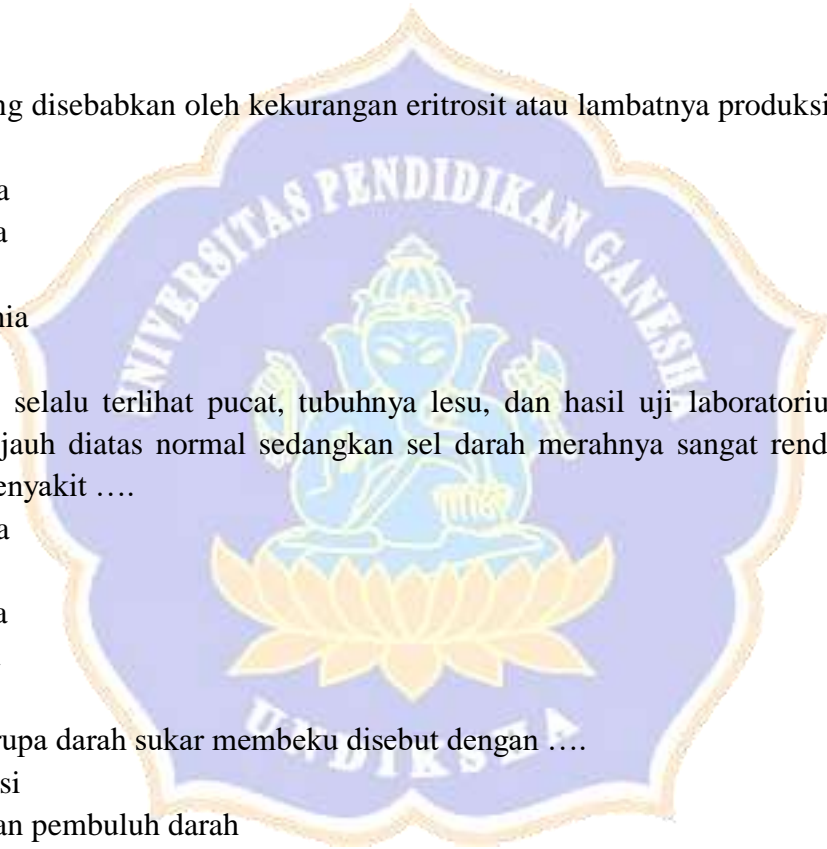 ng disebabkan oleh kekurangan eritrosit atau lambatnya produksi
a
UNIVERSITAS PENDIDIKAN GANESHA
a
nia
selalu terlihat pucat, tubuhnya lesu, dan hasil uji laboratoriu
jauh diatas normal sedangkan sel darah merahnya sangat rend
enyakit ….
a
a
rupa darah sukar membeku disebut dengan ….
UNDIKSHA
si
an pembuluh darah